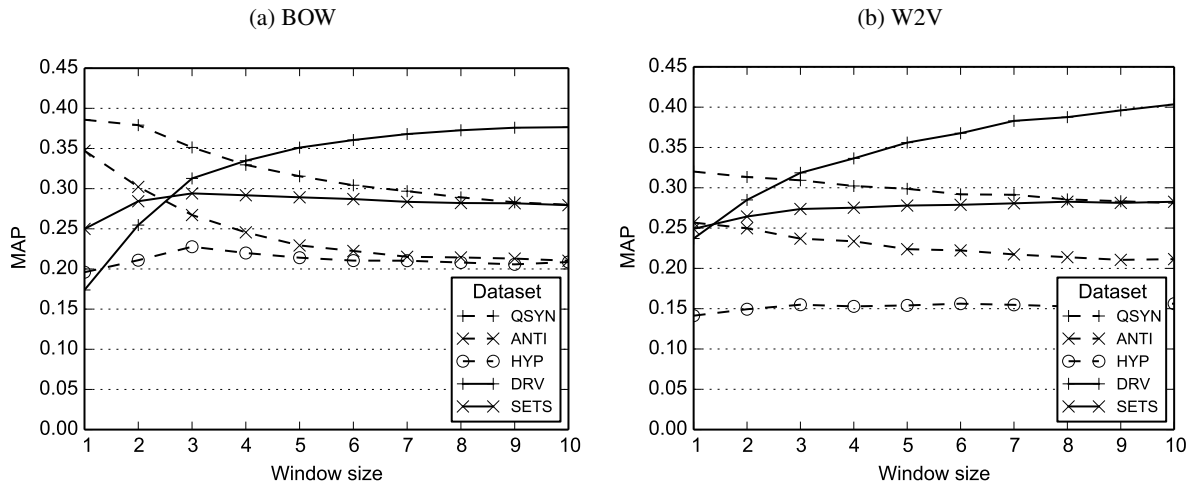 (a) BOW
0.45
0.40
0.35
0.30
0.25
0.20
0.15
0.10
0.05
0.00
MAP
1 2 3 4 5 6 7 8 9 10
Window size
Dataset
QSYN
ANTI
HYP
DRV
SETS
(b) W2V
0.45
0.40
0.35
0.30
0.25
0.20
0.15
0.10
0.05
0.00
MAP
1 2 3 4 5 6 7 8 9 10
Window size
Dataset
QSYN
ANTI
HYP
DRV
SETS